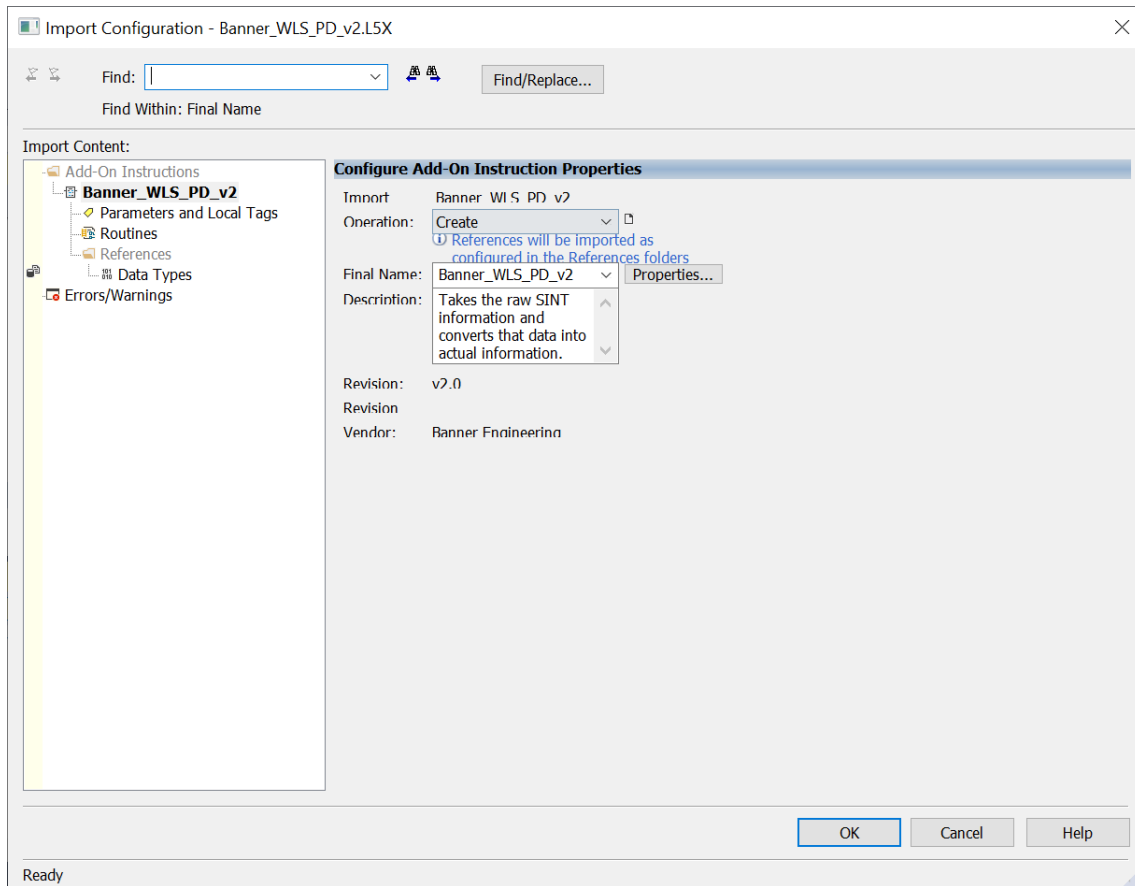 Import Configuration - Banner_WLS_PD_v2.L5X
Find:
Find/Replace...
Find Within: Final Name
Import Content:
Add-On Instructions
Banner_WLS_PD_v2
Parameters and Local Tags
Routines
References
Data Types
Errors/Warnings
Configure Add-On Instruction Properties
Import Banner_WLS_PD_v2
Operation: Create
References will be imported as
configured in the References folders
Final Name: Banner_WLS_PD_v2 Properties...
Description: Takes the raw SINT
information and
converts that data into
actual information.
Revision: v2.0
Revision
Vendor: Banner Engineering
OK Cancel Help
Ready